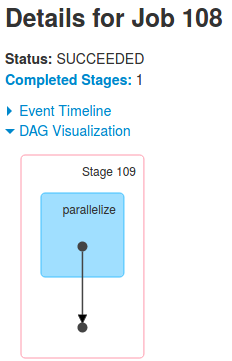 Details for Job 108
Status: SUCCEEDED
Completed Stages: 1
Event Timeline
DAG Visualization
Stage 109
parallelize